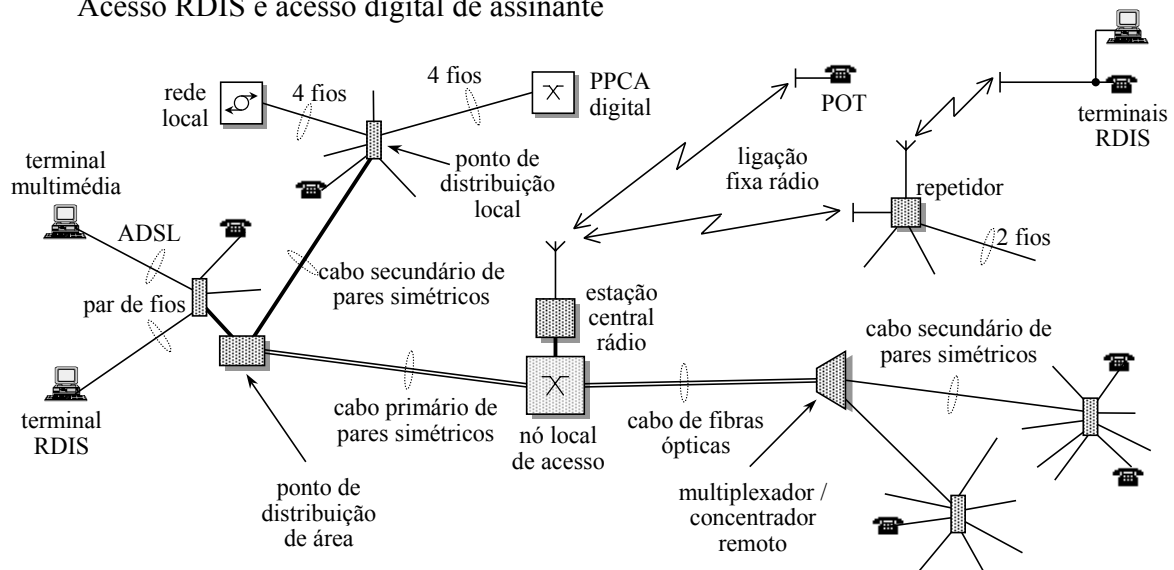 Acesso RDIS e acesso digital de assinante
rede
local
4 fios
4 fios
PPCA
digital
POT
terminais
RDIS
terminal
multimédia
ponto de
distribuição
local
ligação
fixa rádio
repetidor
ADSL
2 fios
cabo secundário de
pares simétricos
par de fios
estação
central
rádio
cabo secundário de
pares simétricos
terminal
RDIS
cabo primário de
pares simétricos
nó local
de acesso
cabo de fibras
ópticas
ponto de
distribuição
de área
multiplexador /
concentrador
remoto